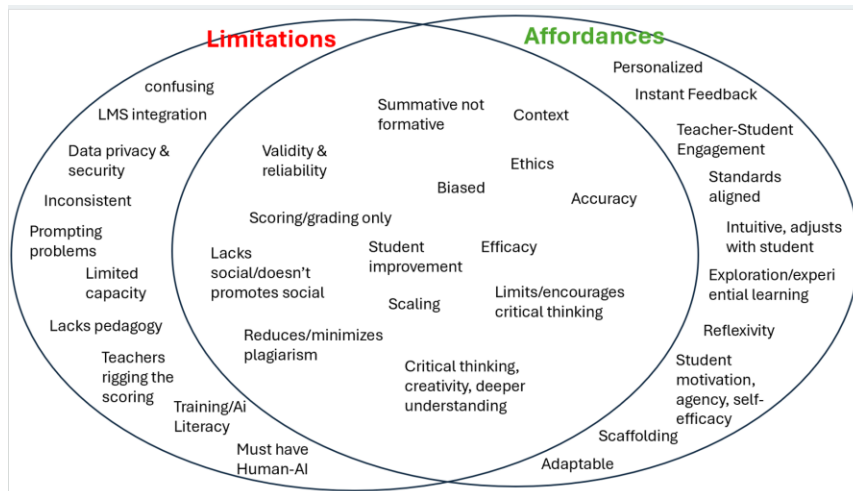 Limitations
Affordances
confusing
LMS integration
Data privacy &
security
Inconsistent
Prompting
problems
Limited
capacity
Lacks pedagogy
Teachers
rigging the
scoring
Training/Ai
Literacy
Must have
Human-AI
Summative not
formative
Context
Validity &
reliability
Ethics
Biased
Accuracy
Scoring/grading only
Lacks
social/doesn't
promotes social
Student
improvement
Efficacy
Scaling
Limits/encourages
critical thinking
Reduces/minimizes
plagiarism
Critical thinking,
creativity, deeper
understanding
Personalized
Instant Feedback
Teacher-Student
Engagement
Standards
aligned
Intuitive, adjusts
with student
Exploration/experi
ential learning
Reflexivity
Student
motivation,
agency, self-
efficacy
Scaffolding
Adaptable